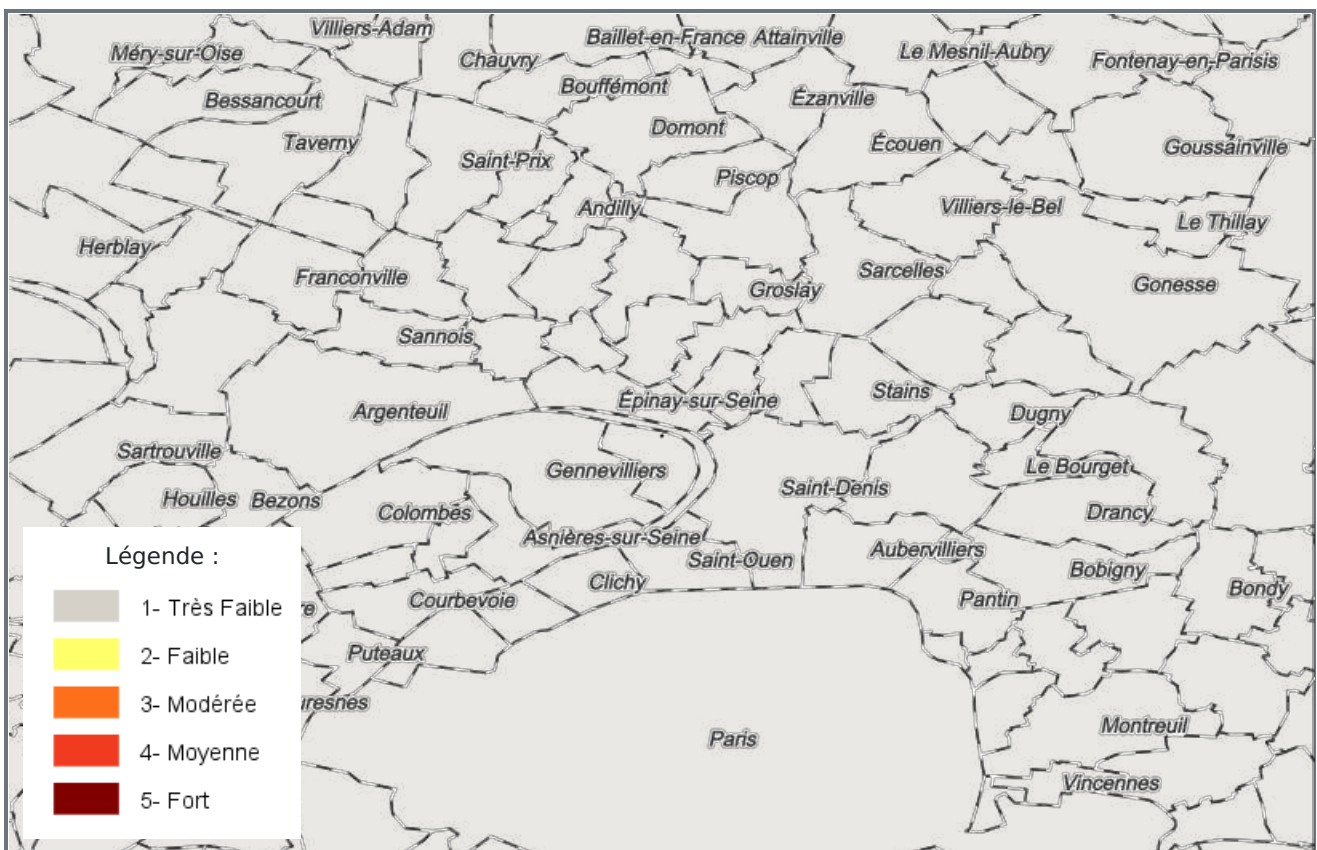 Villiers-Adam
Baillet-en-France Attainville
Méry-sur-Oise
Chauvry
Le Mesnil-Aubry
Fontenay-en-Parisis
Bessancourt
Bouffémont
Ézanville
Taverny
Domont
Écouen
Goussainville
Saint-Prix
Piscop
Andilly
Villiers-le-Bel
Le Thillay
Herblay
Franconville
Groslay
Sarcelles
Gonesse
Sannois
Argenteuil
Épinay-sur-Seine
Stains
Dugny
Sartrouville
Gennevilliers
Le Bourget
Houilles
Bezons
Saint-Denis
Colombes
Drancy
Asnières-sur-Seine
Aubervilliers
Saint-Ouen
Clichy
Bobigny
Bondy
Courbevoie
Pantin
Puteaux
uresnes
Paris
Montreuil
Vincennes
Légende :
1- Très Faible
re
2- Faible
3- Modérée
4- Moyenne
5- Fort